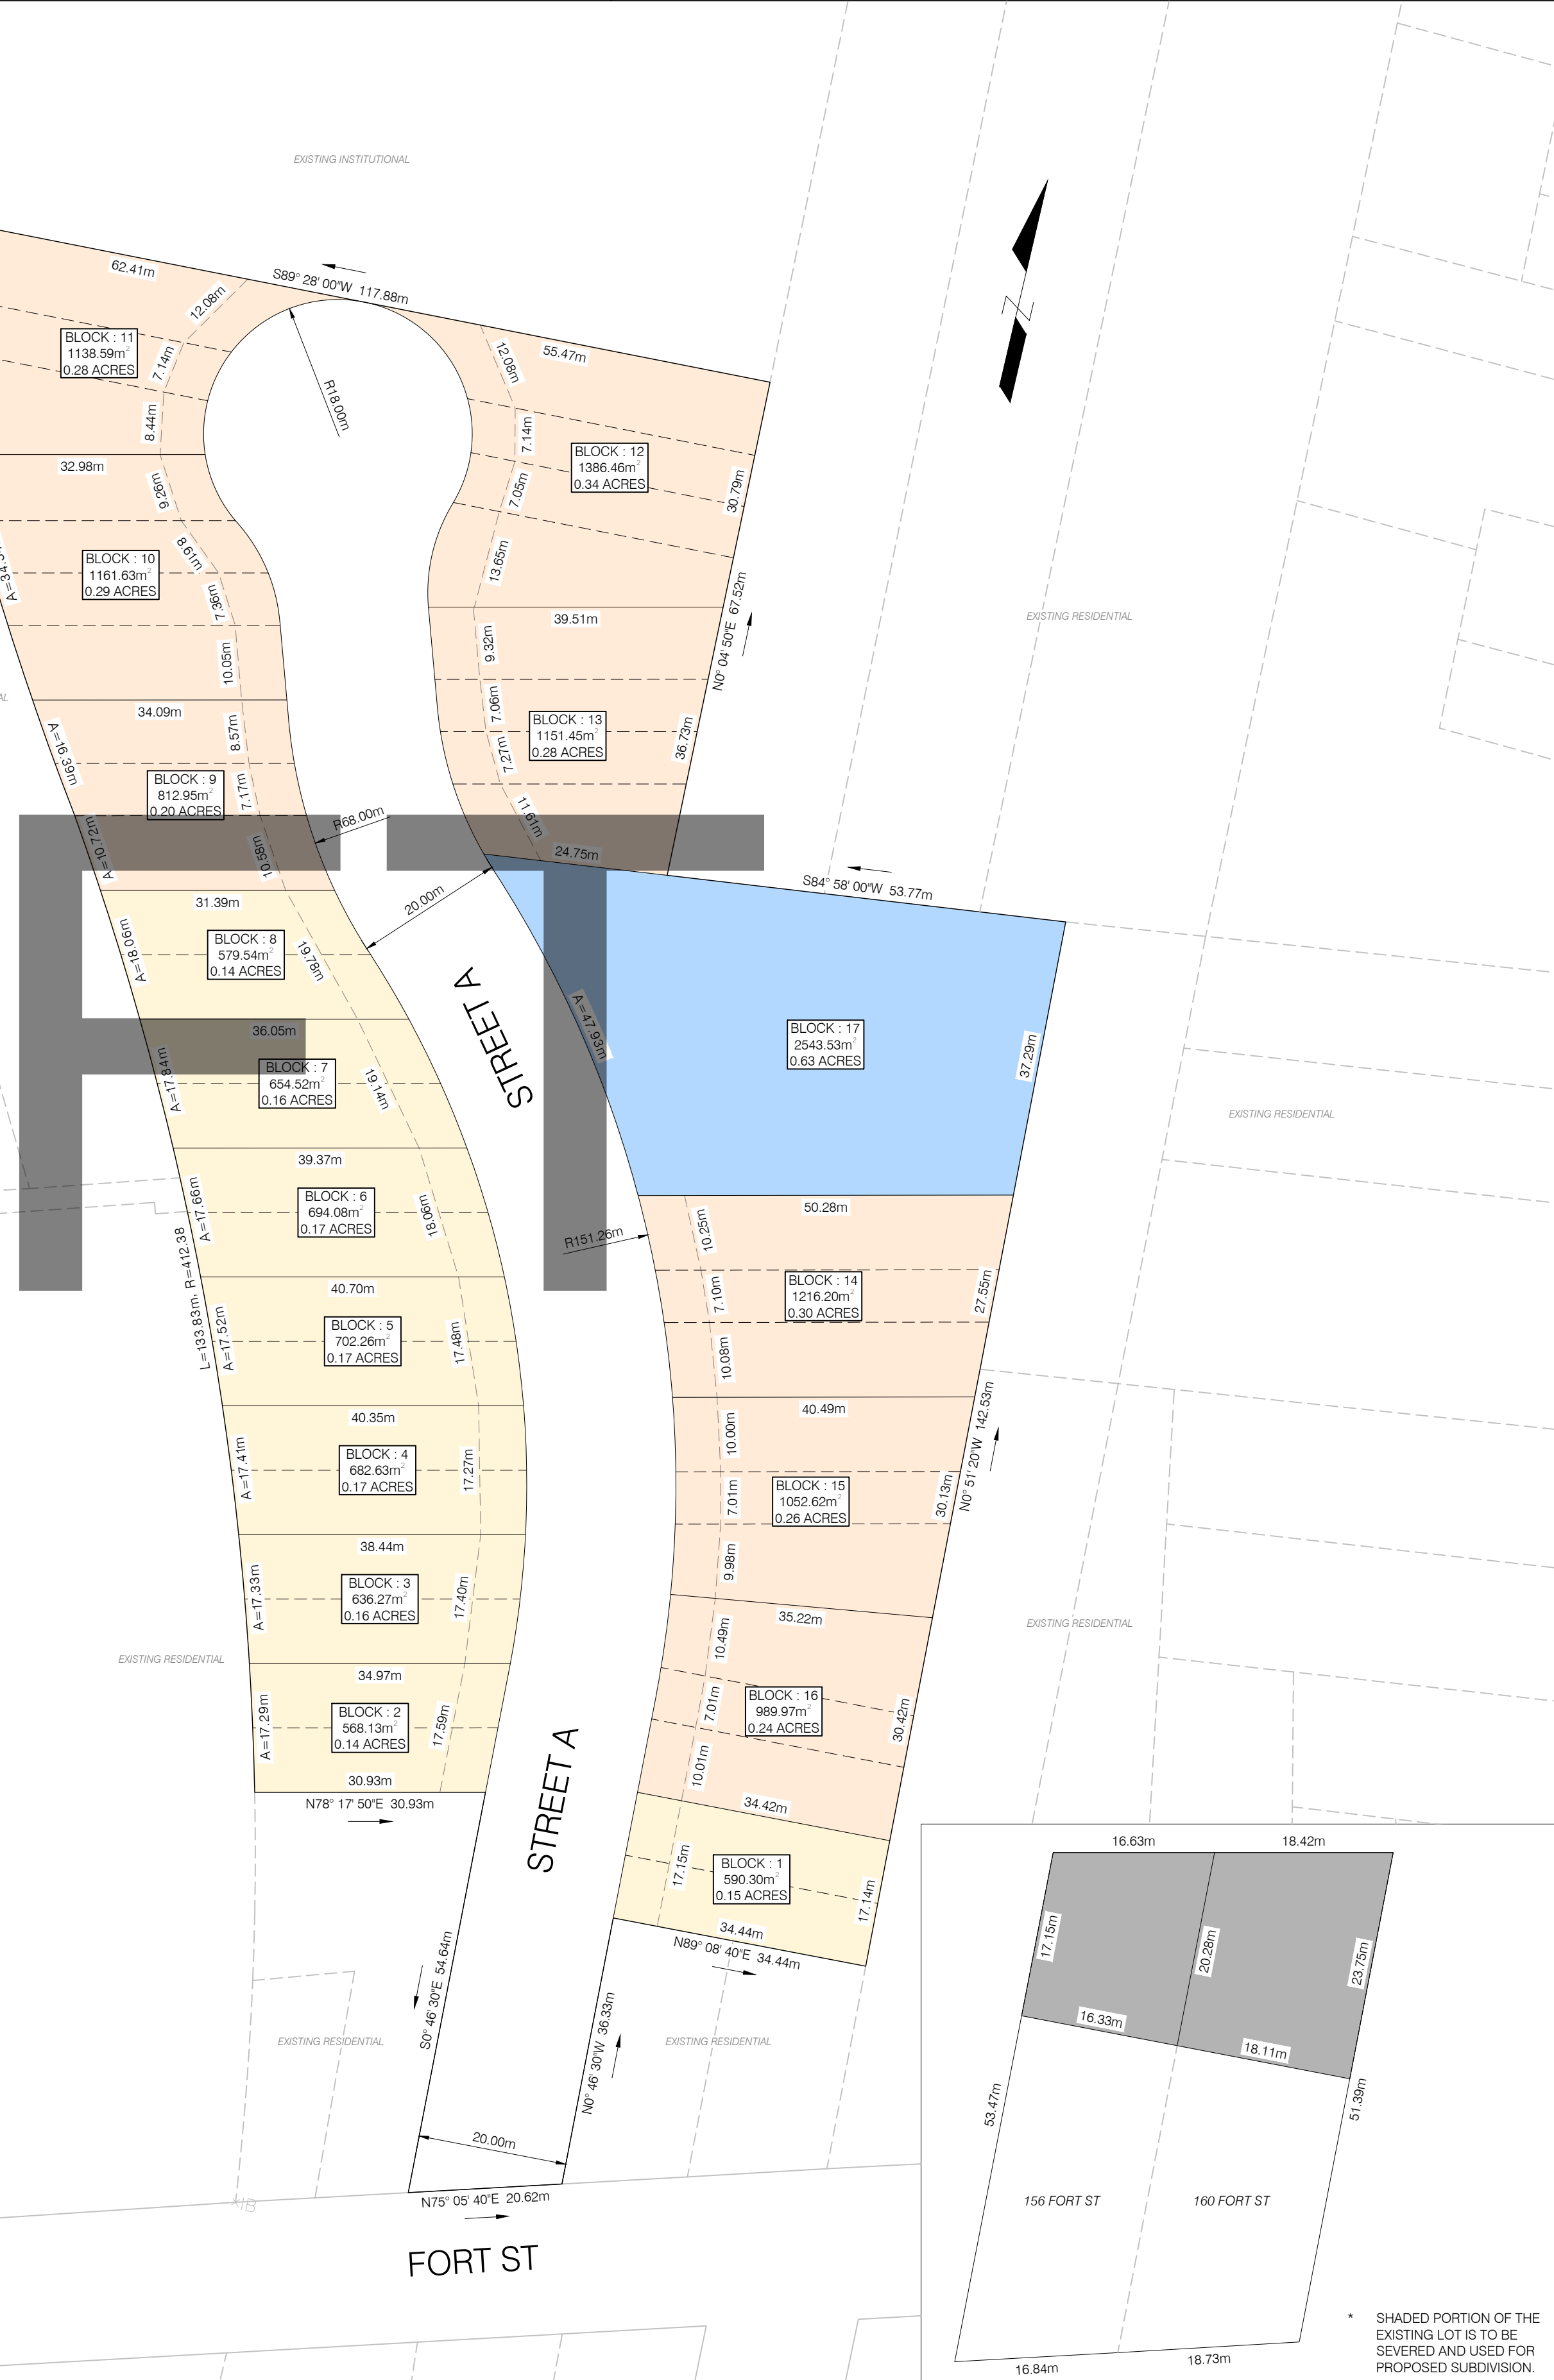 EXISTING INSTITUTIONAL
62.41m
S89° 28' 00"W 117.88m
12.08m
7.14m
8.44m
BLOCK : 11
1138.59m²
0.28 ACRES
R18.00m
12.08m
55.47m
7.14m
7.05m
13.65m
BLOCK : 12
1386.46m²
0.34 ACRES
30.79m
32.98m
9.26m
8.61m
7.36m
10.05m
BLOCK : 10
1161.63m²
0.29 ACRES
39.51m
N0° 04' 50"E 67.52m
EXISTING RESIDENTIAL
9.32m
7.06m
7.27m
11.61m
BLOCK : 13
1151.45m²
0.28 ACRES
36.73m
34.09m
A=16.39m
8.57m
7.17m
10.58m
BLOCK : 9
812.95m²
0.20 ACRES
A=10.72m
R68.00m
24.75m
S84° 58' 00"W 53.77m
20.00m
31.39m
A=18.06m
BLOCK : 8
579.54m²
0.14 ACRES
19.78m
STREET A
A=47.93m
BLOCK : 17
2543.53m²
0.63 ACRES
37.29m
36.05m
A=17.84m
BLOCK : 7
654.52m²
0.16 ACRES
19.14m
EXISTING RESIDENTIAL
39.37m
A=17.66m
BLOCK : 6
694.08m²
0.17 ACRES
18.06m
L=133.83m, R=412.38
50.28m
R151.26m
10.25m
7.10m
10.08m
BLOCK : 14
1216.20m²
0.30 ACRES
27.55m
40.70m
A=17.52m
BLOCK : 5
702.26m²
0.17 ACRES
17.48m
40.35m
A=17.41m
BLOCK : 4
682.63m²
0.17 ACRES
17.27m
40.49m
10.00m
7.01m
9.98m
BLOCK : 15
1052.62m²
0.26 ACRES
30.13m
N0° 51' 20"W 142.53m
38.44m
A=17.33m
BLOCK : 3
636.27m²
0.16 ACRES
17.40m
EXISTING RESIDENTIAL
35.22m
10.49m
7.01m
10.01m
BLOCK : 16
989.97m²
0.24 ACRES
30.42m
EXISTING RESIDENTIAL
34.97m
A=17.29m
BLOCK : 2
568.13m²
0.14 ACRES
17.59m
30.93m
N78° 17' 50"E 30.93m
STREET A
34.42m
17.15m
BLOCK : 1
590.30m²
0.15 ACRES
17.14m
34.44m
N89° 08' 40"E 34.44m
S0° 46' 30"E 54.64m
N0° 46' 30"W 36.33m
EXISTING RESIDENTIAL
EXISTING RESIDENTIAL
20.00m
N75° 05' 40"E 20.62m
FORT ST
16.63m
18.42m
17.15m
20.28m
23.75m
16.33m
18.11m
53.47m
51.39m
156 FORT ST
160 FORT ST
16.84m
18.73m
* SHADED PORTION OF THE
EXISTING LOT IS TO BE
SEVERED AND USED FOR
PROPOSED SUBDIVISION.
FT